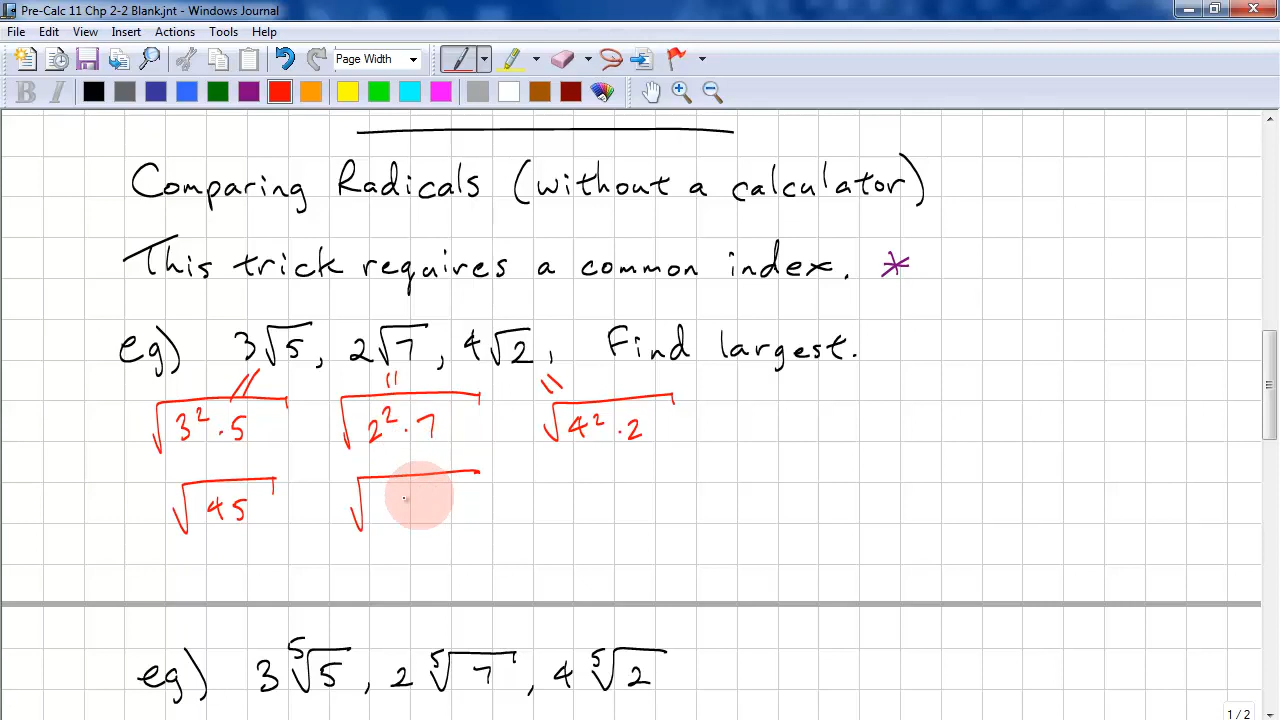 Pre-Calc 11 Chp 2-2 Blank.jnt - Windows Journal
File Edit View Insert Actions Tools Help
Page Width
B I
Comparing Radicals (without a calculator)
This trick requires a common index. *
eg) 3√5, 2√7, 4√2, Find largest.
√3²·5 √2²·7 √4²·2
√45 √
eg) 3⁵√5, 2⁵√7, 4⁵√2
1/2